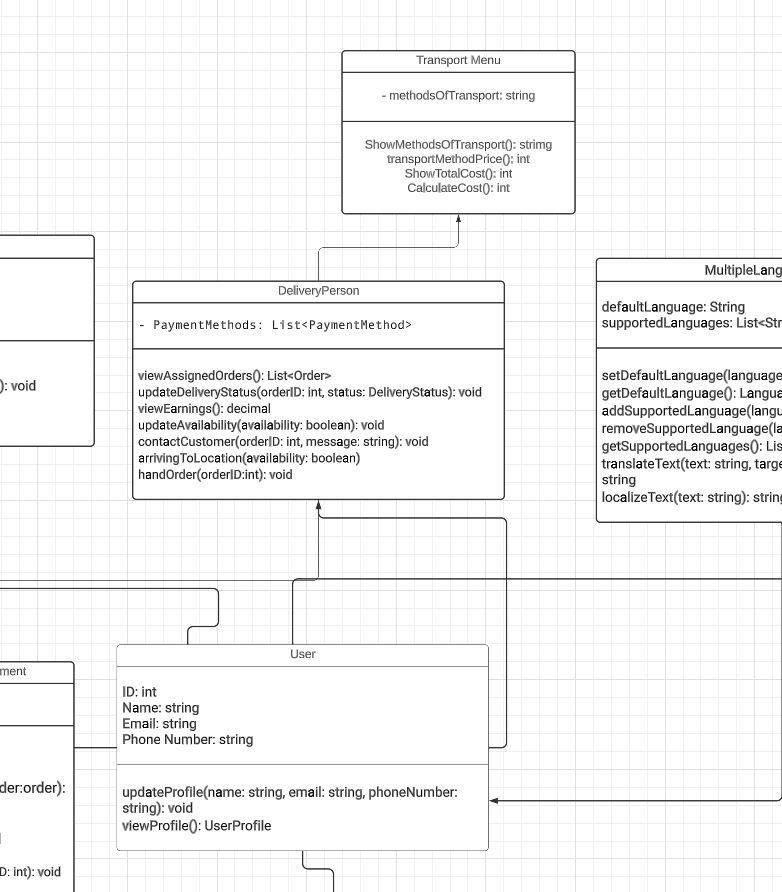 Transport Menu
- methodsOfTransport: string
ShowMethodsOfTransport(): strimg
transportMethodPrice(): int
ShowTotalCost(): int
CalculateCost(): int
): void
DeliveryPerson
- PaymentMethods: List<PaymentMethod>
viewAssignedOrders(): List<Order>
updateDeliveryStatus(orderID: int, status: DeliveryStatus): void
viewEarnings(): decimal
updateAvailability(availability: boolean): void
contactCustomer(orderID: int, message: string): void
arrivingToLocation(availability: boolean)
handOrder(orderID:int): void
MultipleLang
defaultLanguage: String
supportedLanguages: List<Str
setDefaultLanguage(language
getDefaultLanguage(): Langua
addSupportedLanguage(langu
removeSupportedLanguage(la
getSupportedLanguages(): Lis
translateText(text: string, targe
string
localizeText(text: string): string
ment
der:order):
D: int): void
User
ID: int
Name: string
Email: string
Phone Number: string
updateProfile(name: string, email: string, phoneNumber:
string): void
viewProfile(): UserProfile